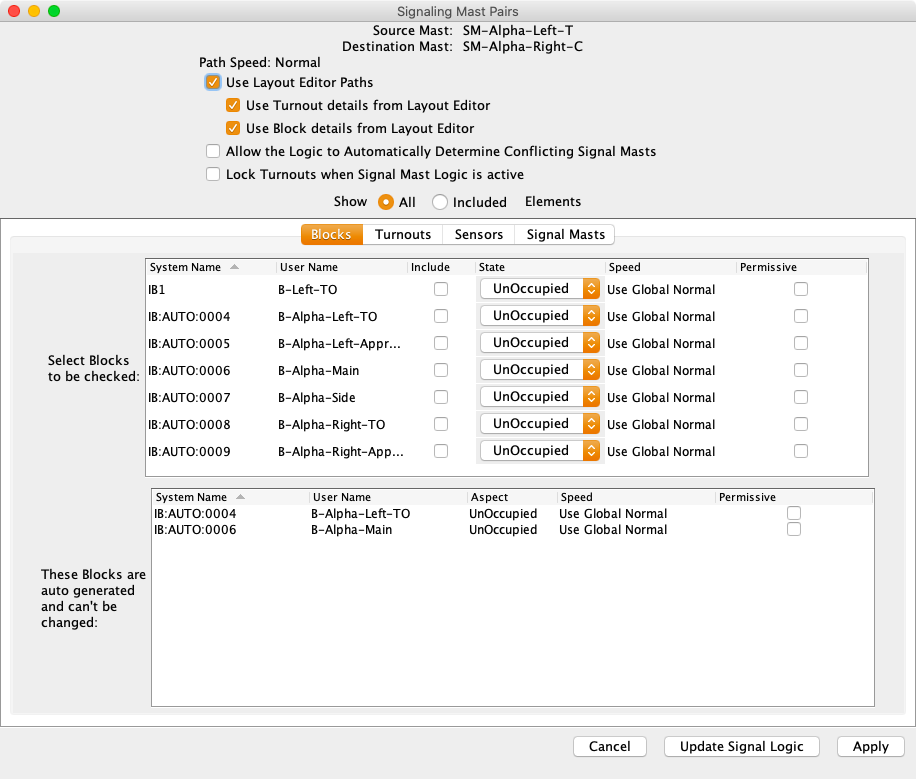 Signaling Mast Pairs
Source Mast: SM-Alpha-Left-T
Destination Mast: SM-Alpha-Right-C
Path Speed: Normal
Use Layout Editor Paths
Use Turnout details from Layout Editor
Use Block details from Layout Editor
Allow the Logic to Automatically Determine Conflicting Signal Masts
Lock Turnouts when Signal Mast Logic is active
Show All Included Elements
Blocks Turnouts Sensors Signal Masts
System Name User Name Include State Speed Permissive
IB1 B-Left-TO UnOccupied Use Global Normal
IB:AUTO:0004 B-Alpha-Left-TO UnOccupied Use Global Normal
IB:AUTO:0005 B-Alpha-Left-Appr... UnOccupied Use Global Normal
Select Blocks
to be checked:
IB:AUTO:0006 B-Alpha-Main UnOccupied Use Global Normal
IB:AUTO:0007 B-Alpha-Side UnOccupied Use Global Normal
IB:AUTO:0008 B-Alpha-Right-TO UnOccupied Use Global Normal
IB:AUTO:0009 B-Alpha-Right-App... UnOccupied Use Global Normal
System Name User Name Aspect Speed Permissive
IB:AUTO:0004 B-Alpha-Left-TO UnOccupied Use Global Normal
IB:AUTO:0006 B-Alpha-Main UnOccupied Use Global Normal
These Blocks are
auto generated
and can't be
changed:
Cancel Update Signal Logic Apply